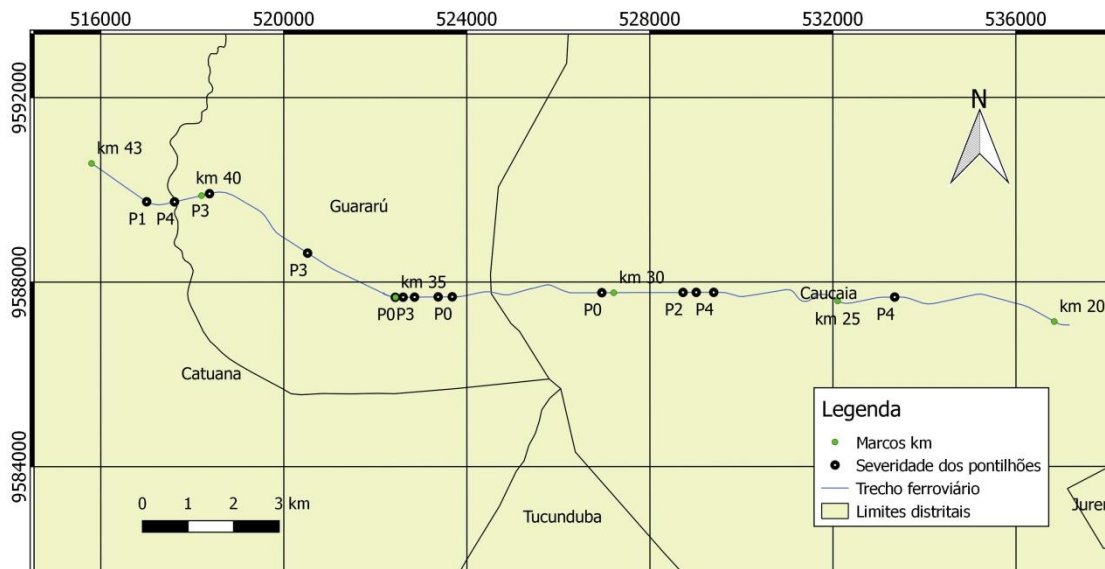 516000 520000 524000 528000 532000 536000
9592000
N
km 43
km 40
Guararú
P1 P4 P3
P3
9588000
km 35
km 30
P0P3 P0
P0
P2 P4
Caucaia
km 25
P4
km 20
Catuana
Legenda
Marcos km
Severidade dos pontilhões
Trecho ferroviário
Limites distritais
9584000
0 1 2 3 km
Tucunduba
Jurem